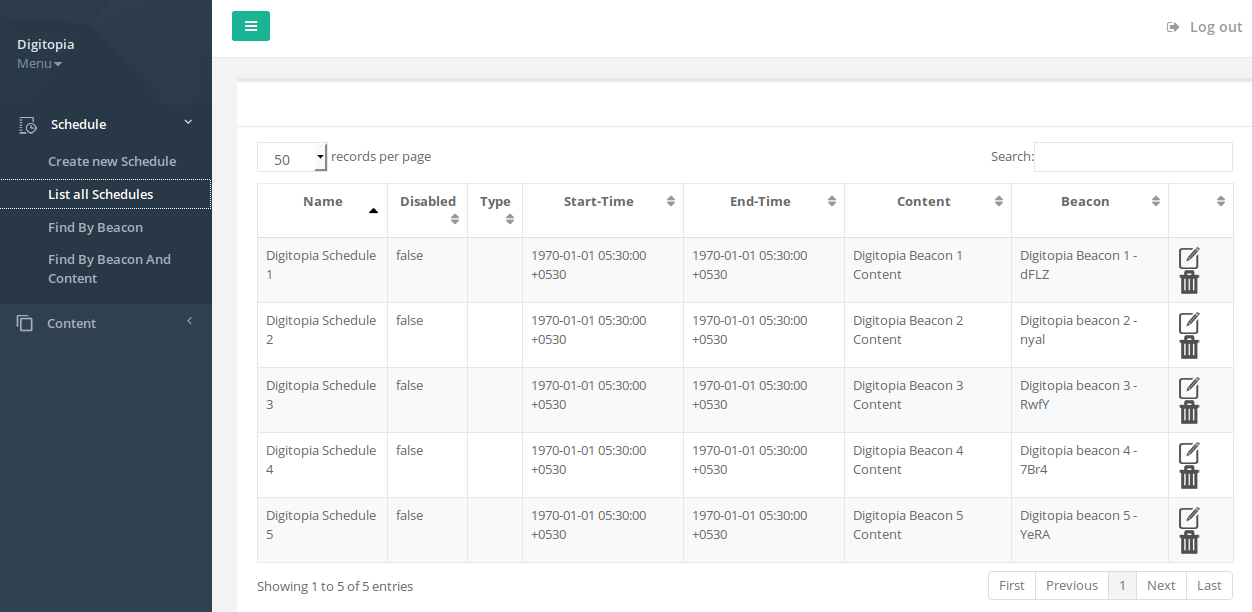 Digitopia
Menu
Schedule
Create new Schedule
List all Schedules
Find By Beacon
Find By Beacon And
Content
Content
Log out
50 records per page
Search:
Name Disabled Type Start-Time End-Time Content Beacon
Digitopia Schedule false 1970-01-01 05:30:00 1970-01-01 05:30:00 Digitopia Beacon 1 Digitopia Beacon 1 -
1 +0530 +0530 Content dFLZ
Digitopia Schedule false 1970-01-01 05:30:00 1970-01-01 05:30:00 Digitopia Beacon 2 Digitopia beacon 2 -
2 +0530 +0530 Content nyal
Digitopia Schedule false 1970-01-01 05:30:00 1970-01-01 05:30:00 Digitopia Beacon 3 Digitopia beacon 3 -
3 +0530 +0530 Content RwfY
Digitopia Schedule false 1970-01-01 05:30:00 1970-01-01 05:30:00 Digitopia Beacon 4 Digitopia beacon 4 -
4 +0530 +0530 Content 7Br4
Digitopia Schedule false 1970-01-01 05:30:00 1970-01-01 05:30:00 Digitopia Beacon 5 Digitopia beacon 5 -
5 +0530 +0530 Content YeRA
Showing 1 to 5 of 5 entries
First Previous 1 Next Last